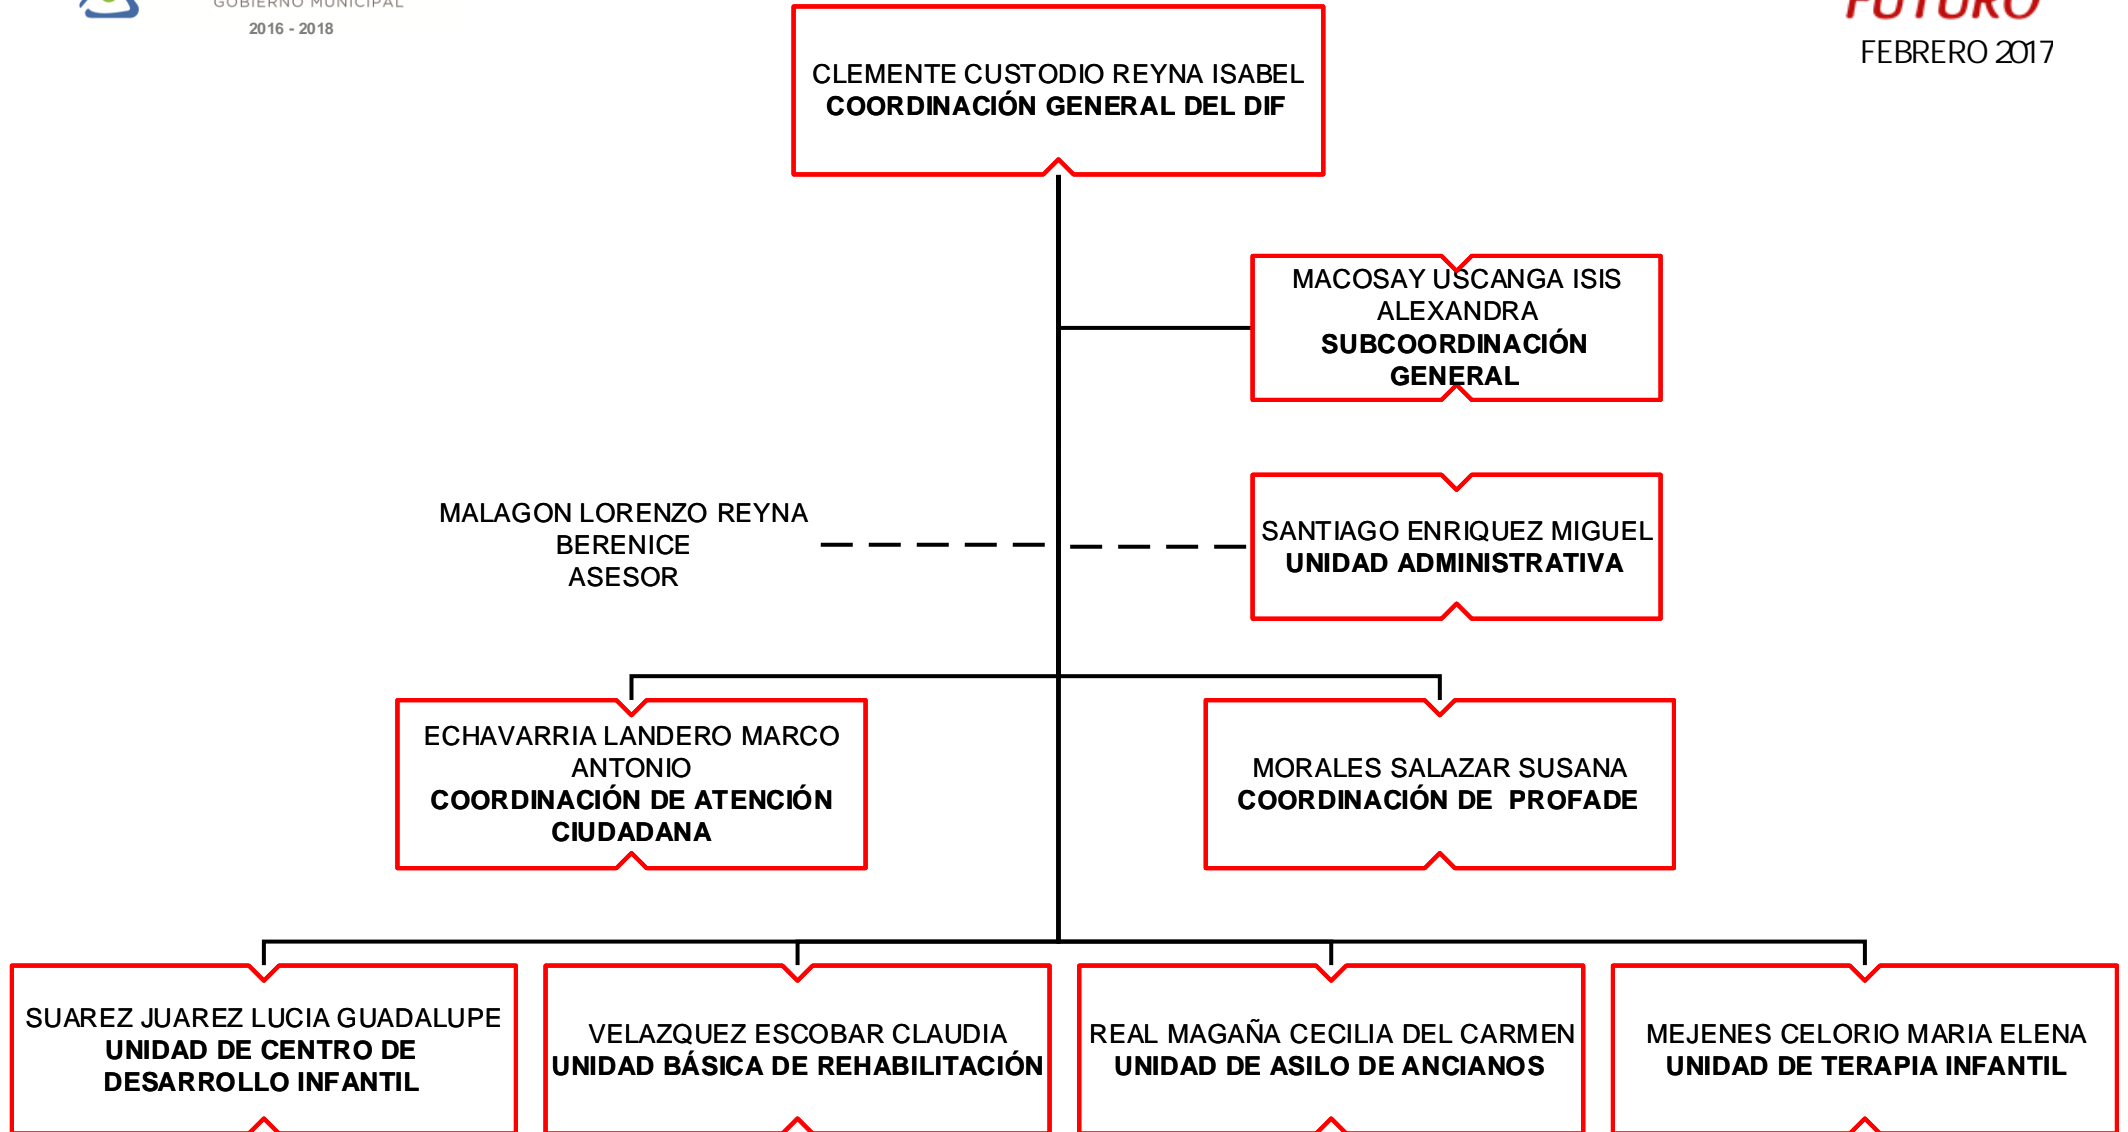 GOBIERNO MUNICIPAL
2016 - 2018
FUTURO
FEBRERO 2017
CLEMENTE CUSTODIO REYNA ISABEL
COORDINACIÓN GENERAL DEL DIF
MACOSAY USCANGA ISIS
ALEXANDRA
SUBCOORDINACIÓN
GENERAL
MALAGON LORENZO REYNA
BERENICE
ASESOR
SANTIAGO ENRIQUEZ MIGUEL
UNIDAD ADMINISTRATIVA
ECHAVARRIA LANDERO MARCO
ANTONIO
COORDINACIÓN DE ATENCIÓN
CIUDADANA
MORALES SALAZAR SUSANA
COORDINACIÓN DE PROFADE
SUAREZ JUAREZ LUCIA GUADALUPE
UNIDAD DE CENTRO DE
DESARROLLO INFANTIL
VELAZQUEZ ESCOBAR CLAUDIA
UNIDAD BÁSICA DE REHABILITACIÓN
REAL MAGAÑA CECILIA DEL CARMEN
UNIDAD DE ASILO DE ANCIANOS
MEJENES CELORIO MARIA ELENA
UNIDAD DE TERAPIA INFANTIL